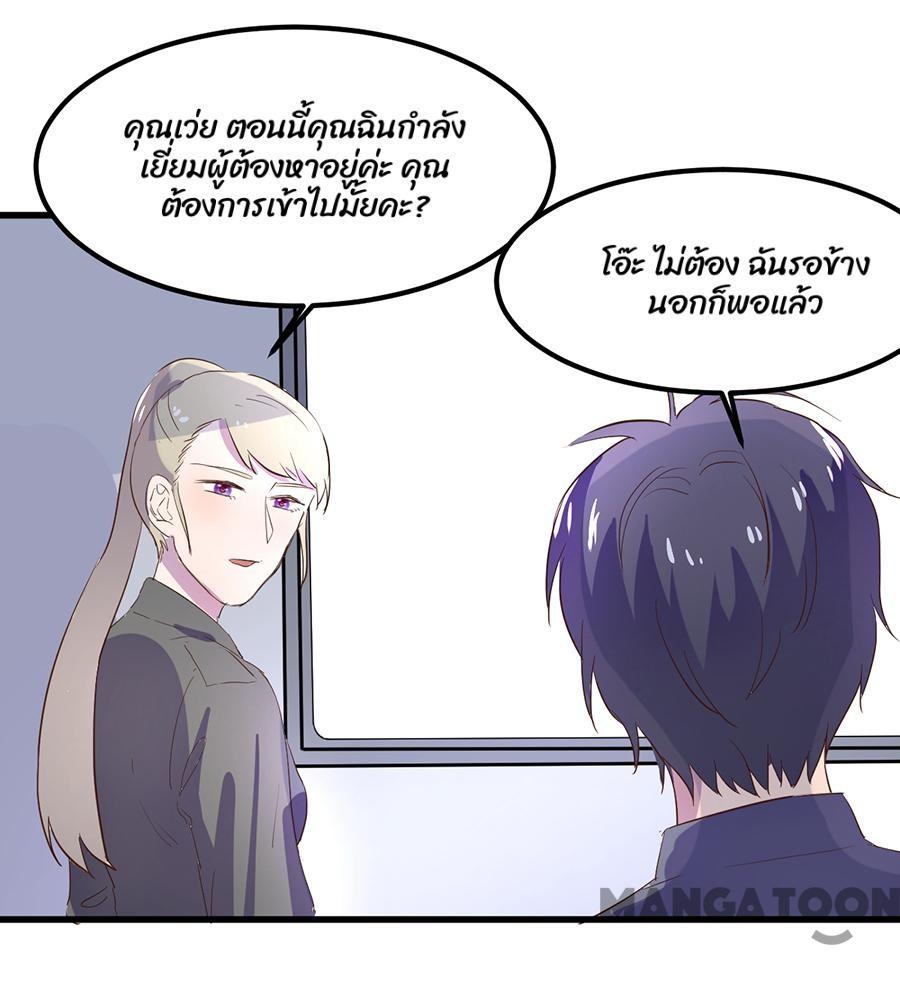 คุณเว่ย ตอนนี้คุณฉินกำลัง
เยี่ยมผู้ต้องหาอยู่ค่ะ คุณ
ต้องการเข้าไปมั้ยคะ?
โอ๊ะ ไม่ต้อง ฉันรอข้าง
นอกก็พอแล้ว
MANGATOON